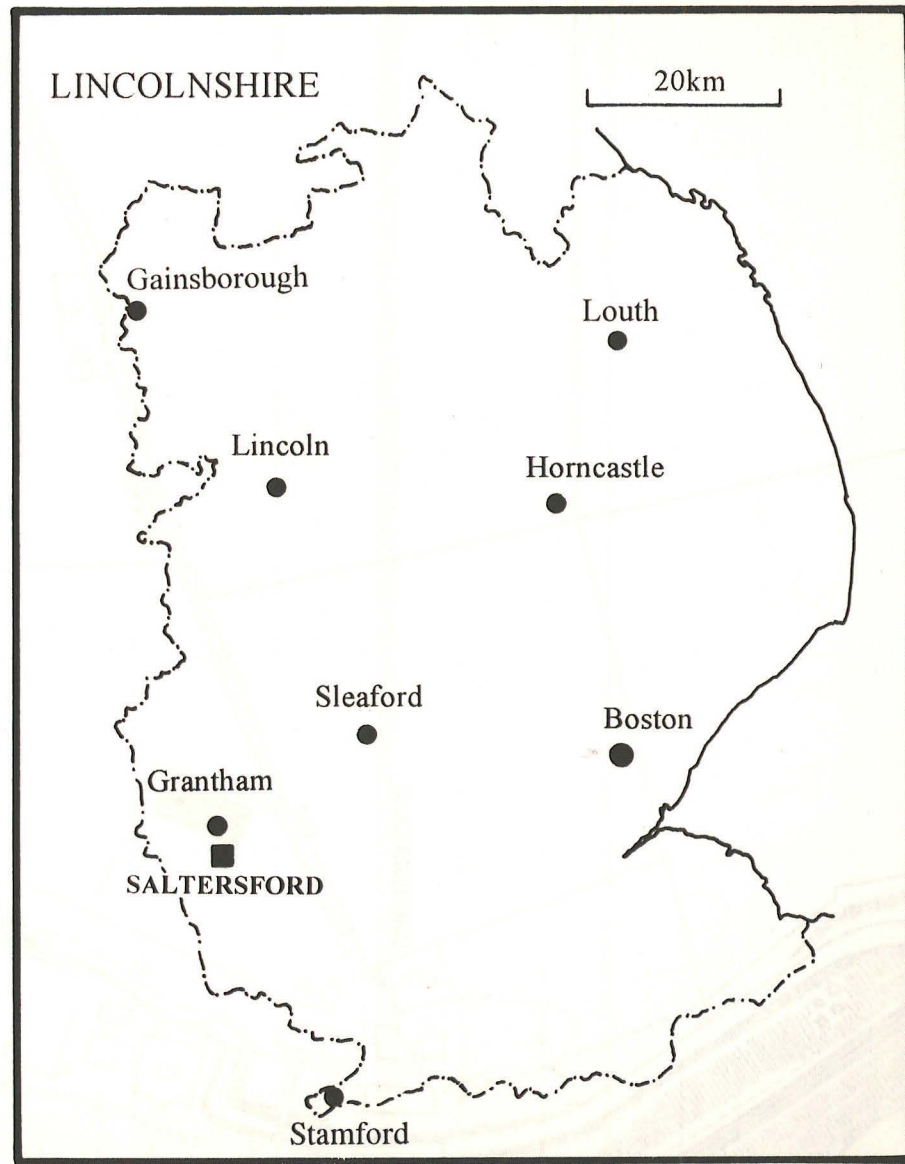 LINCOLNSHIRE
20km
Gainsborough
Louth
Lincoln
Horncastle
Sleaford
Boston
Grantham
SALTERSFORD
Stamford